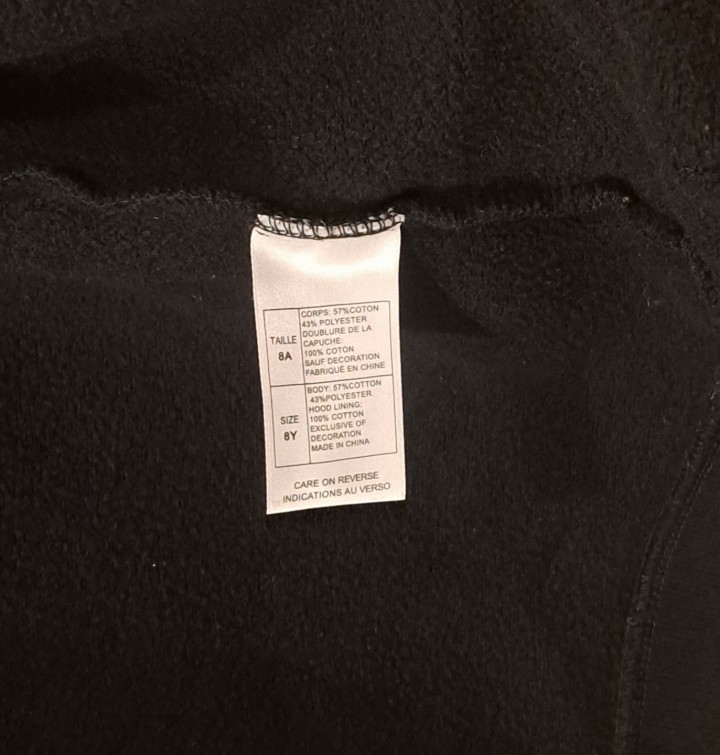 TAILLE
8A
CORPS: 57%COTON
43% POLYESTER
DOUBLURE DE LA
CAPUCHE:
100% COTON
SAUF DECORATION
FABRIQUÉ EN CHINE
SIZE
8Y
BODY: 57%COTTON
43%POLYESTER
HOOD LINING:
100% COTTON
EXCLUSIVE OF
DECORATION
MADE IN CHINA
CARE ON REVERSE
INDICATIONS AU VERSO